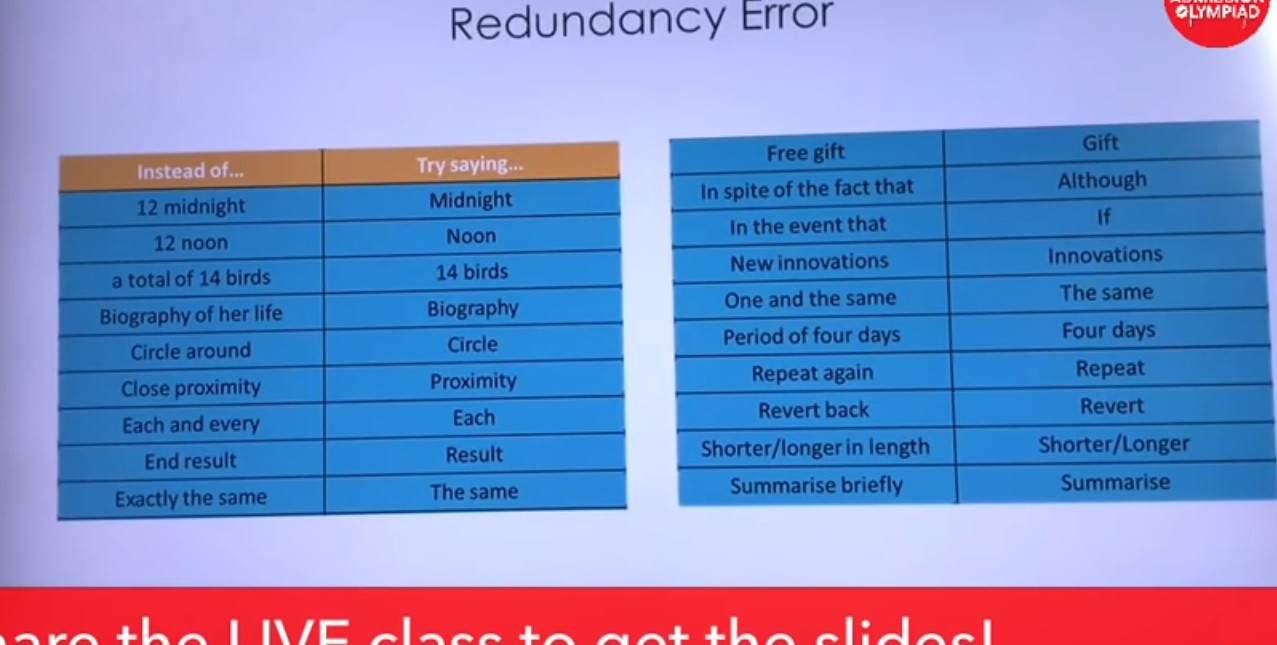 Redundancy Error
OLYMPIAD
Instead of... Try saying...
12 midnight Midnight
12 noon Noon
a total of 14 birds 14 birds
Biography of her life Biography
Circle around Circle
Close proximity Proximity
Each and every Each
End result Result
Exactly the same The same
Free gift Gift
In spite of the fact that Although
In the event that If
New innovations Innovations
One and the same The same
Period of four days Four days
Repeat again Repeat
Revert back Revert
Shorter/longer in length Shorter/Longer
Summarise briefly Summarise
the LIVE class to get the slides!